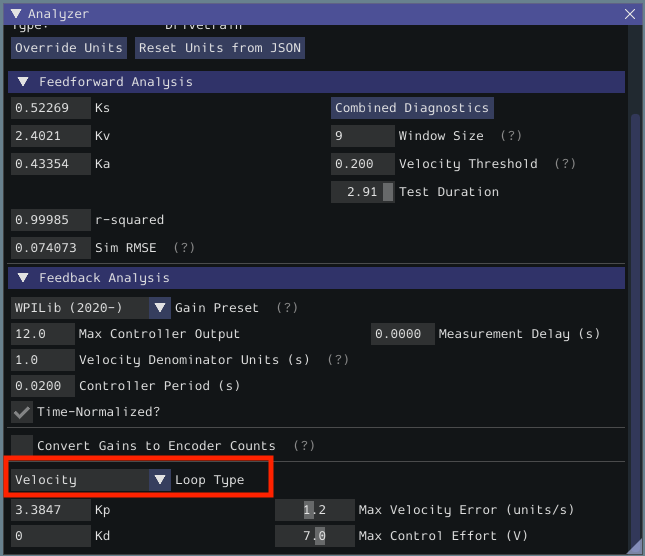 Analyzer
Type: Drivetrain
Override Units Reset Units from JSON
Feedforward Analysis
0.52269 Ks Combined Diagnostics
2.4021 Kv 9 Window Size (?)
0.43354 Ka 0.200 Velocity Threshold (?)
2.91 Test Duration
0.99985 r-squared
0.074073 Sim RMSE (?)
Feedback Analysis
WPILib (2020-) Gain Preset (?)
12.0 Max Controller Output 0.0000 Measurement Delay (s)
1.0 Velocity Denominator Units (s) (?)
0.0200 Controller Period (s)
Time-Normalized?
Convert Gains to Encoder Counts (?)
Velocity Loop Type
3.3847 Kp 1.2 Max Velocity Error (units/s)
0 Kd 7.0 Max Control Effort (V)